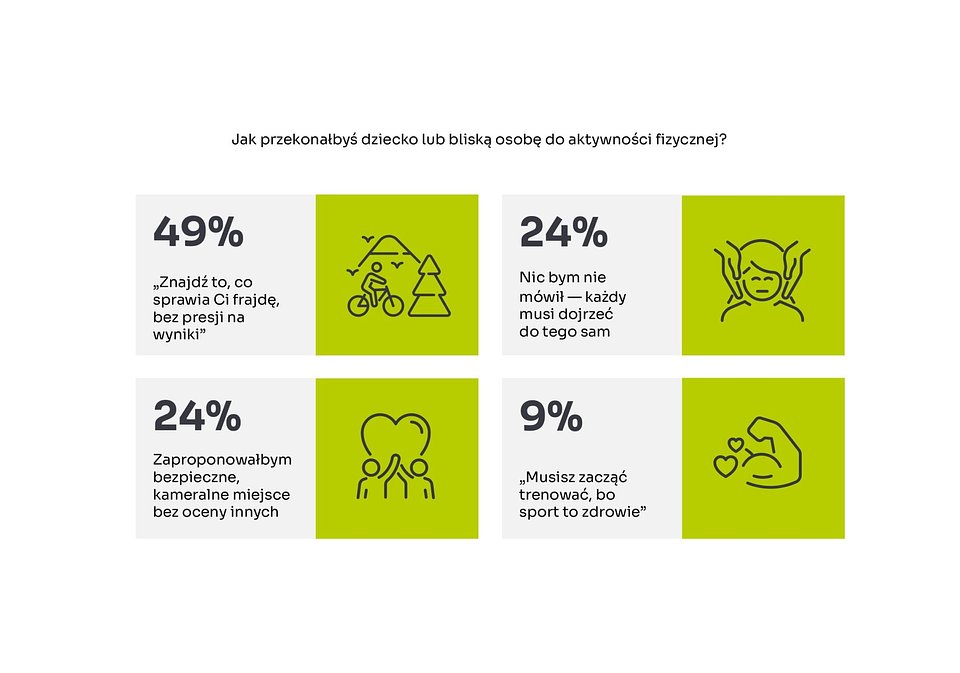 Jak przekonałbyś dziecko lub bliską osobę do aktywności fizycznej?
49%
„Znajdź to, co
sprawia Ci frajdę,
bez presji na
wyniki”
24%
Nic bym nie
mówił — każdy
musi dojrzeć
do tego sam
24%
Zaproponowałbym
bezpieczne,
kameralne miejsce
bez oceny innych
9%
„Musisz zacząć
trenować, bo
sport to zdrowie”